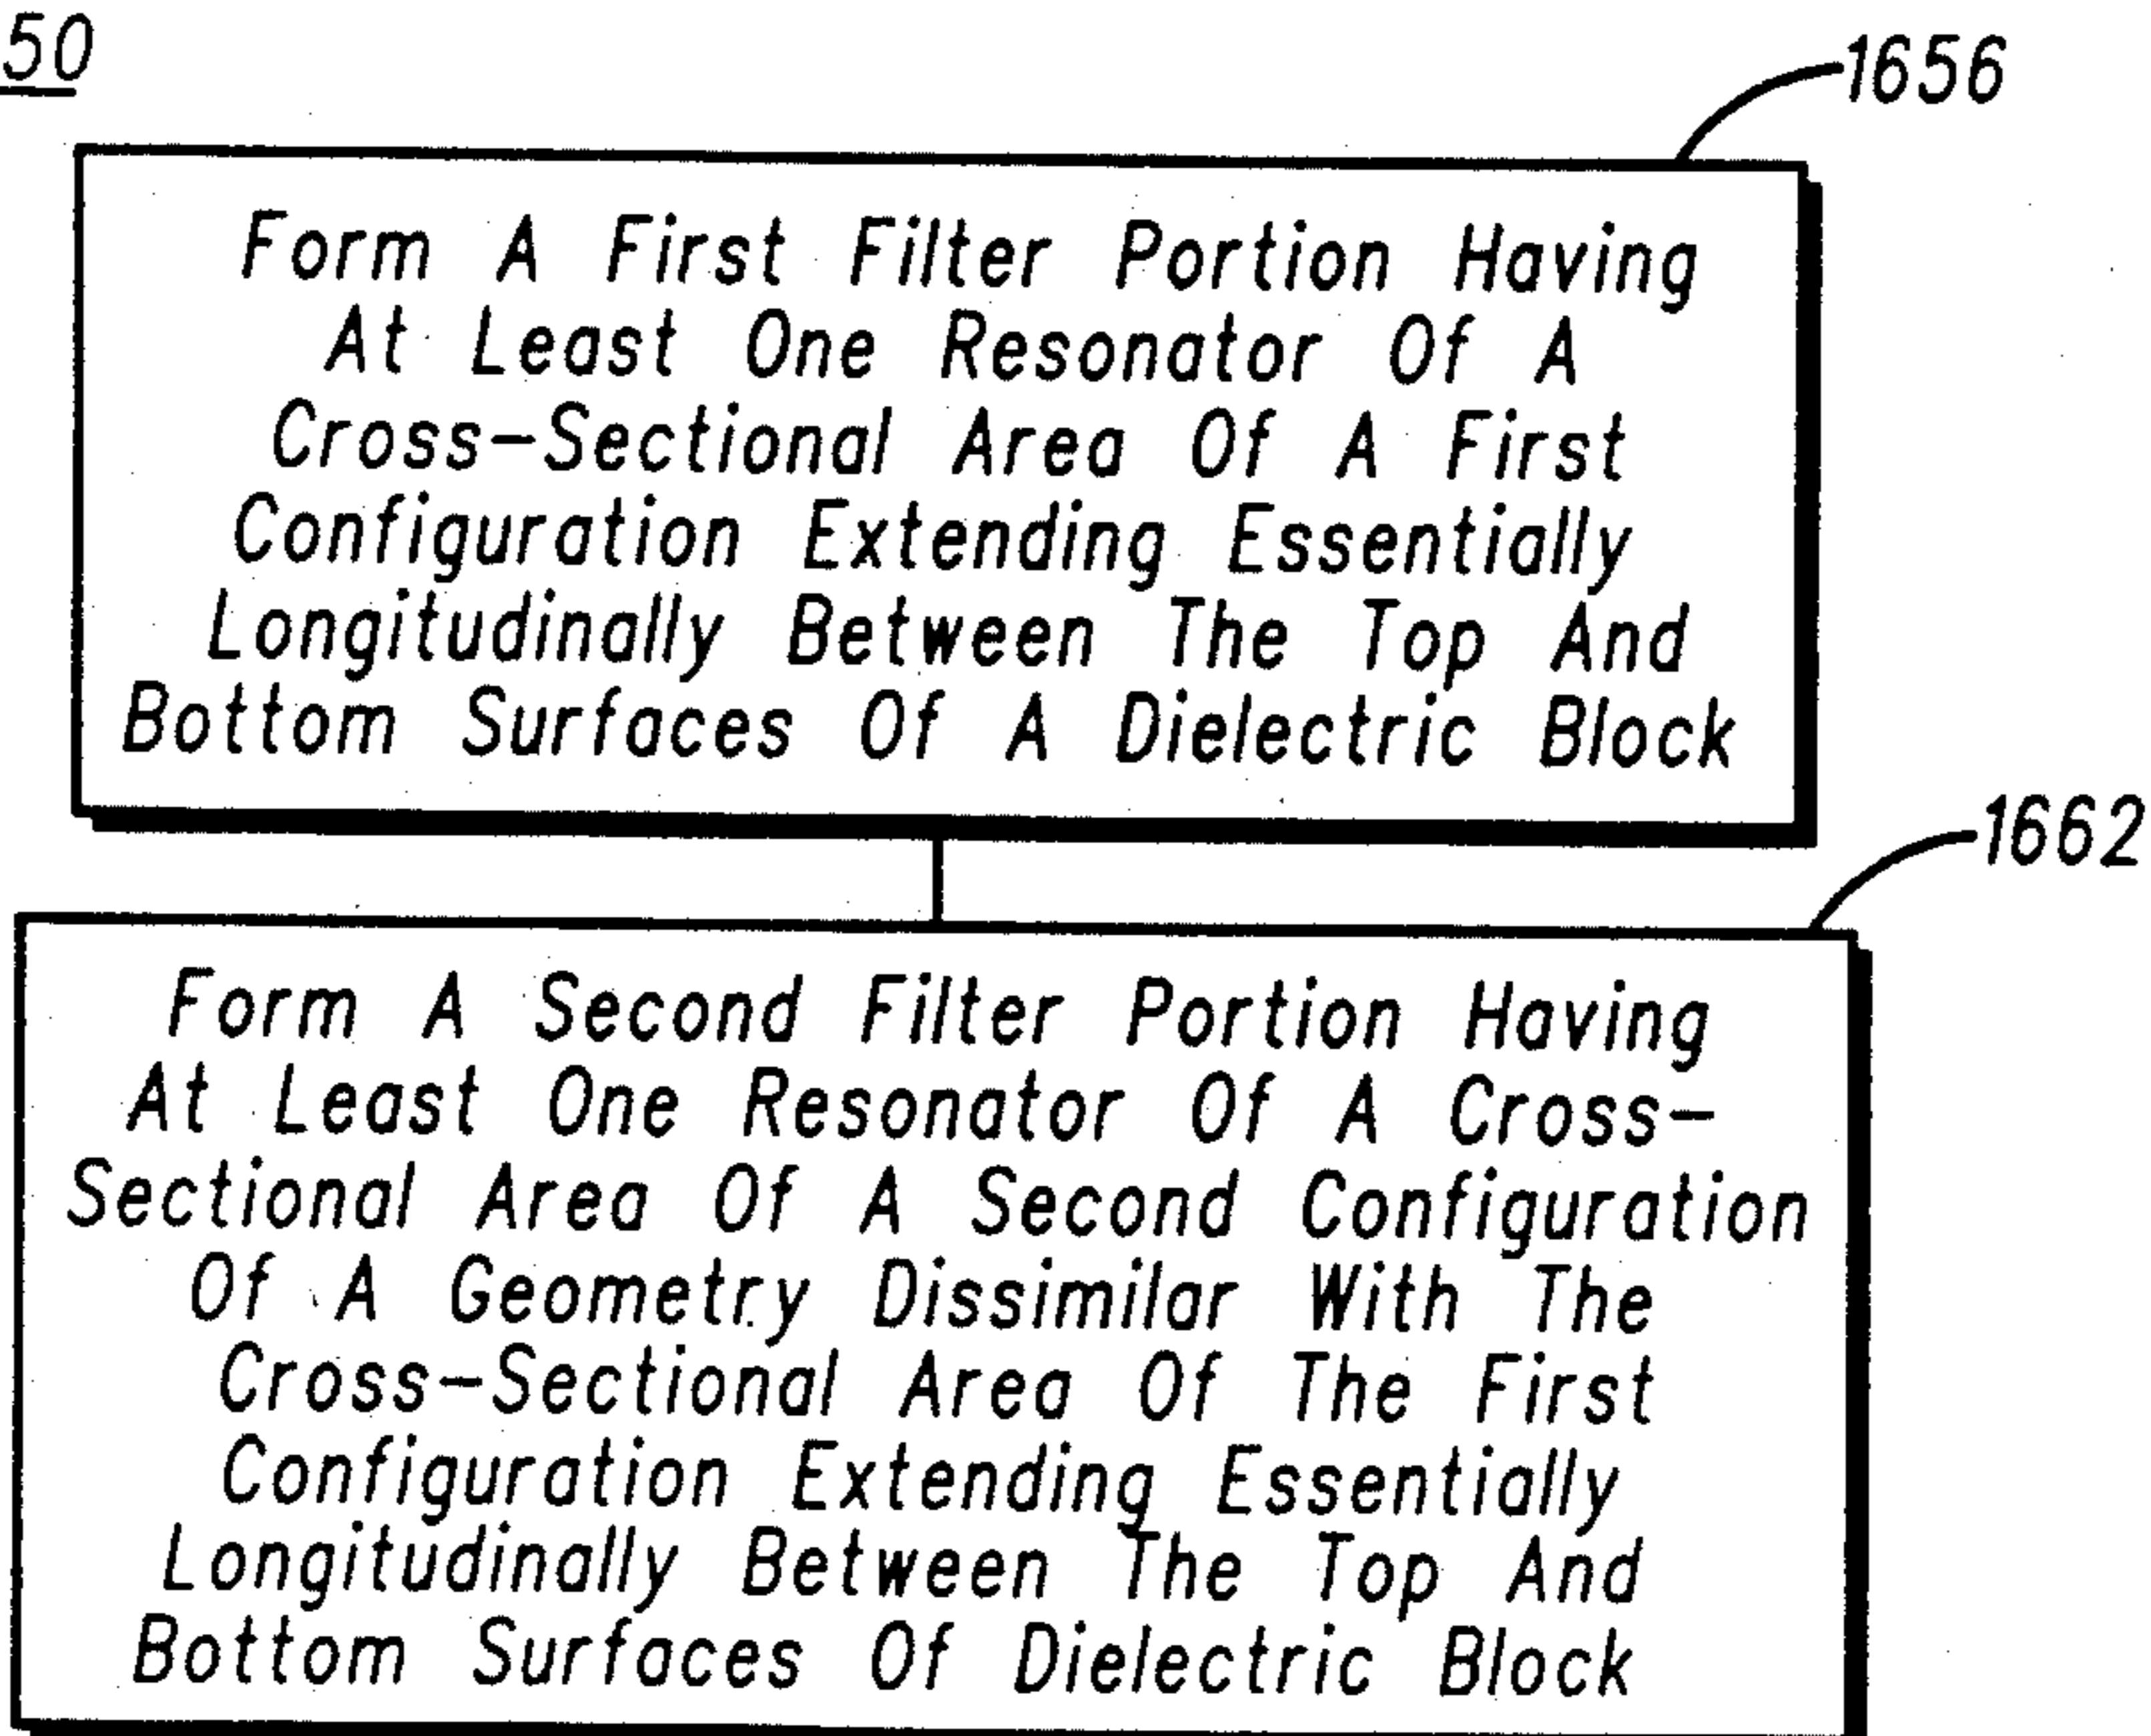 50
1656
Form A First Filter Portion Having
At Least One Resonator Of A
Cross-Sectional Area Of A First
Configuration Extending Essentially
Longitudinally Between The Top And
Bottom Surfaces Of A Dielectric Block
1662
Form A Second Filter Portion Having
At Least One Resonator Of A Cross-
Sectional Area Of A Second Configuration
Of A Geometry Dissimilar With The
Cross-Sectional Area Of The First
Configuration Extending Essentially
Longitudinally Between The Top And
Bottom Surfaces Of Dielectric Block